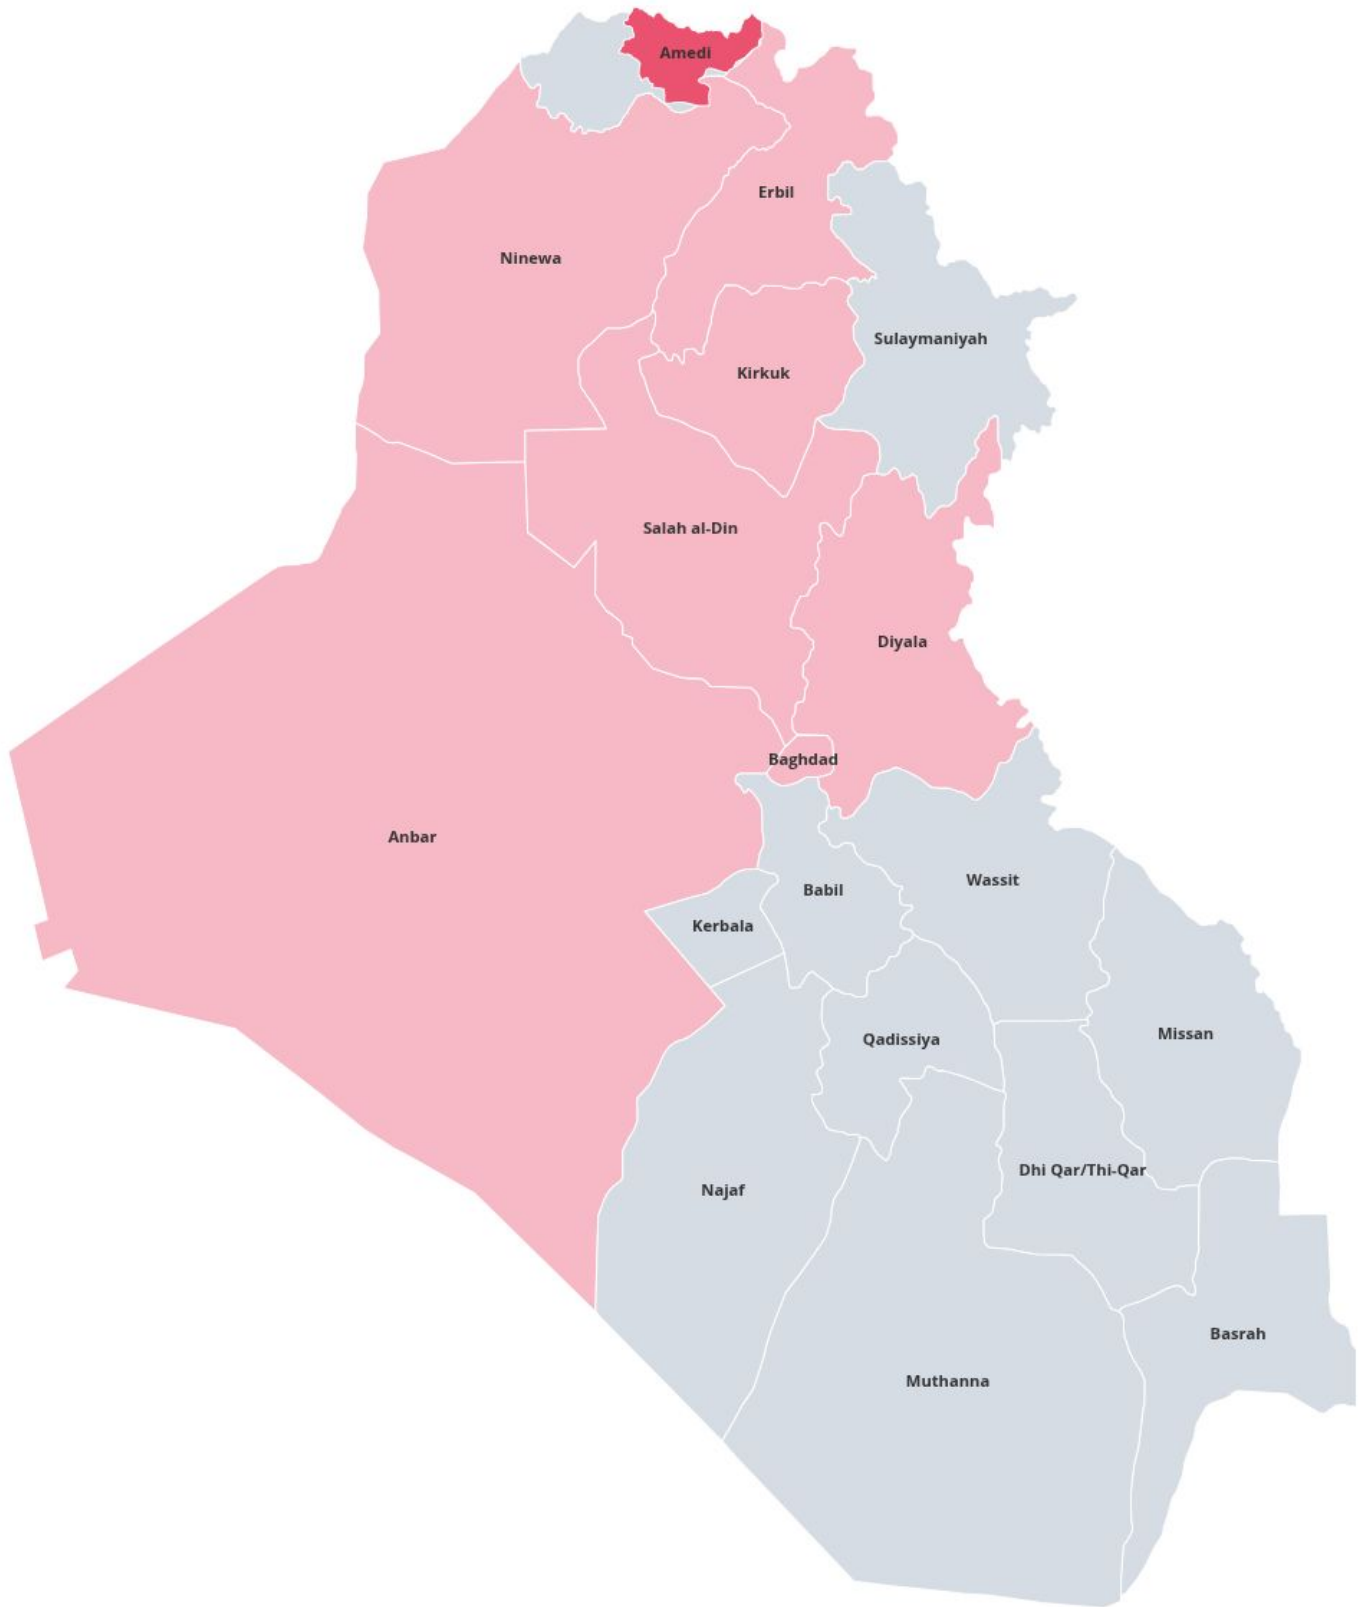 Amedi
Erbil
Ninewa
Sulaymaniyah
Kirkuk
Salah al-Din
Diyala
Baghdad
Anbar
Wassit
Babil
Kerbala
Missan
Qadissiya
Dhi Qar/Thi-Qar
Najaf
Basrah
Muthanna